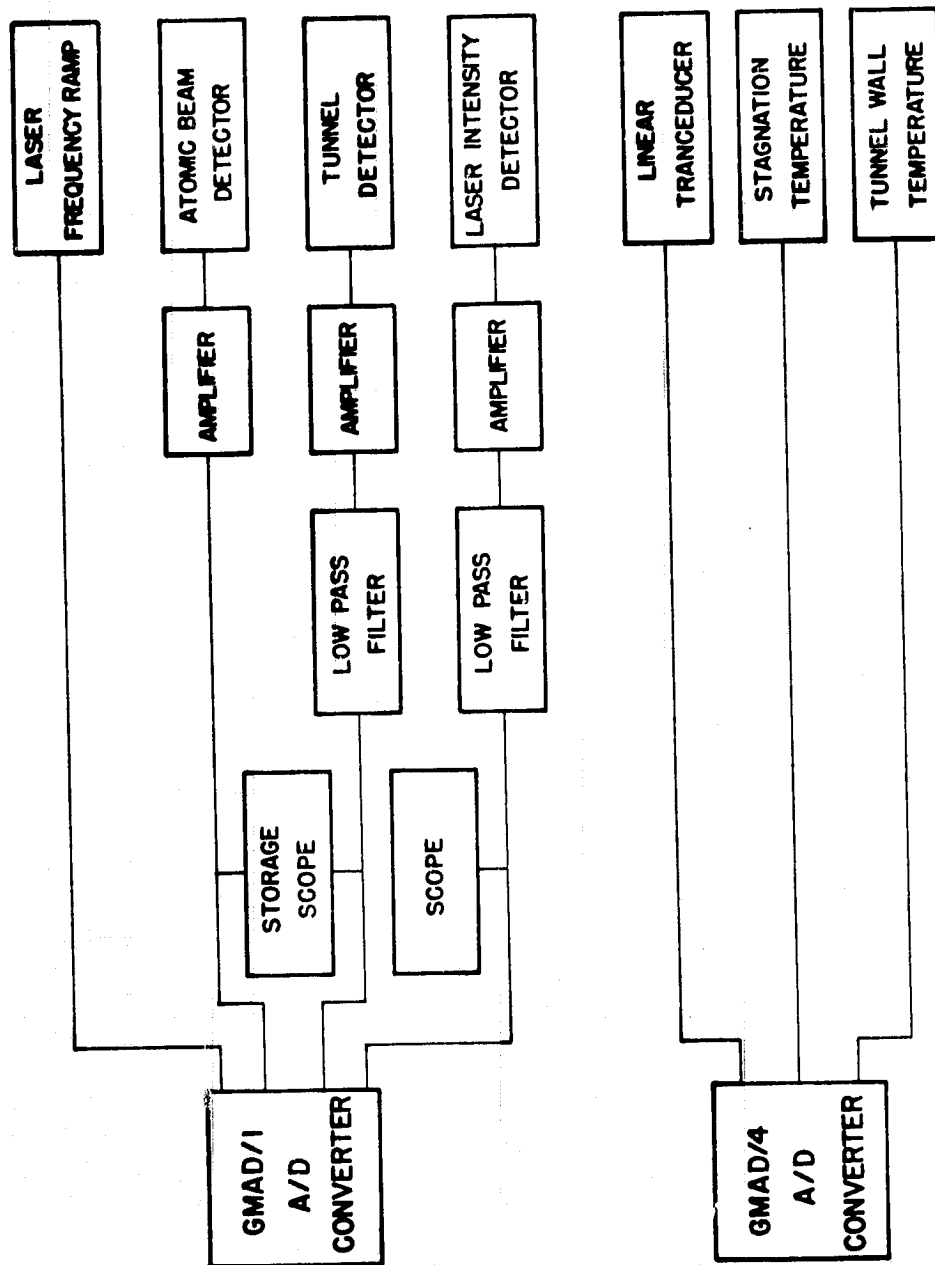 LASER
FREQUENCY RAMP
ATOMIC BEAM
DETECTOR
AMPLIFIER
TUNNEL
DETECTOR
AMPLIFIER
LOW PASS
FILTER
LASER INTENSITY
DETECTOR
AMPLIFIER
LOW PASS
FILTER
STORAGE
SCOPE
SCOPE
GMAD/1
A/D
CONVERTER
LINEAR
TRANCEDUCER
STAGNATION
TEMPERATURE
TUNNEL WALL
TEMPERATURE
GMAD/4
A/D
CONVERTER